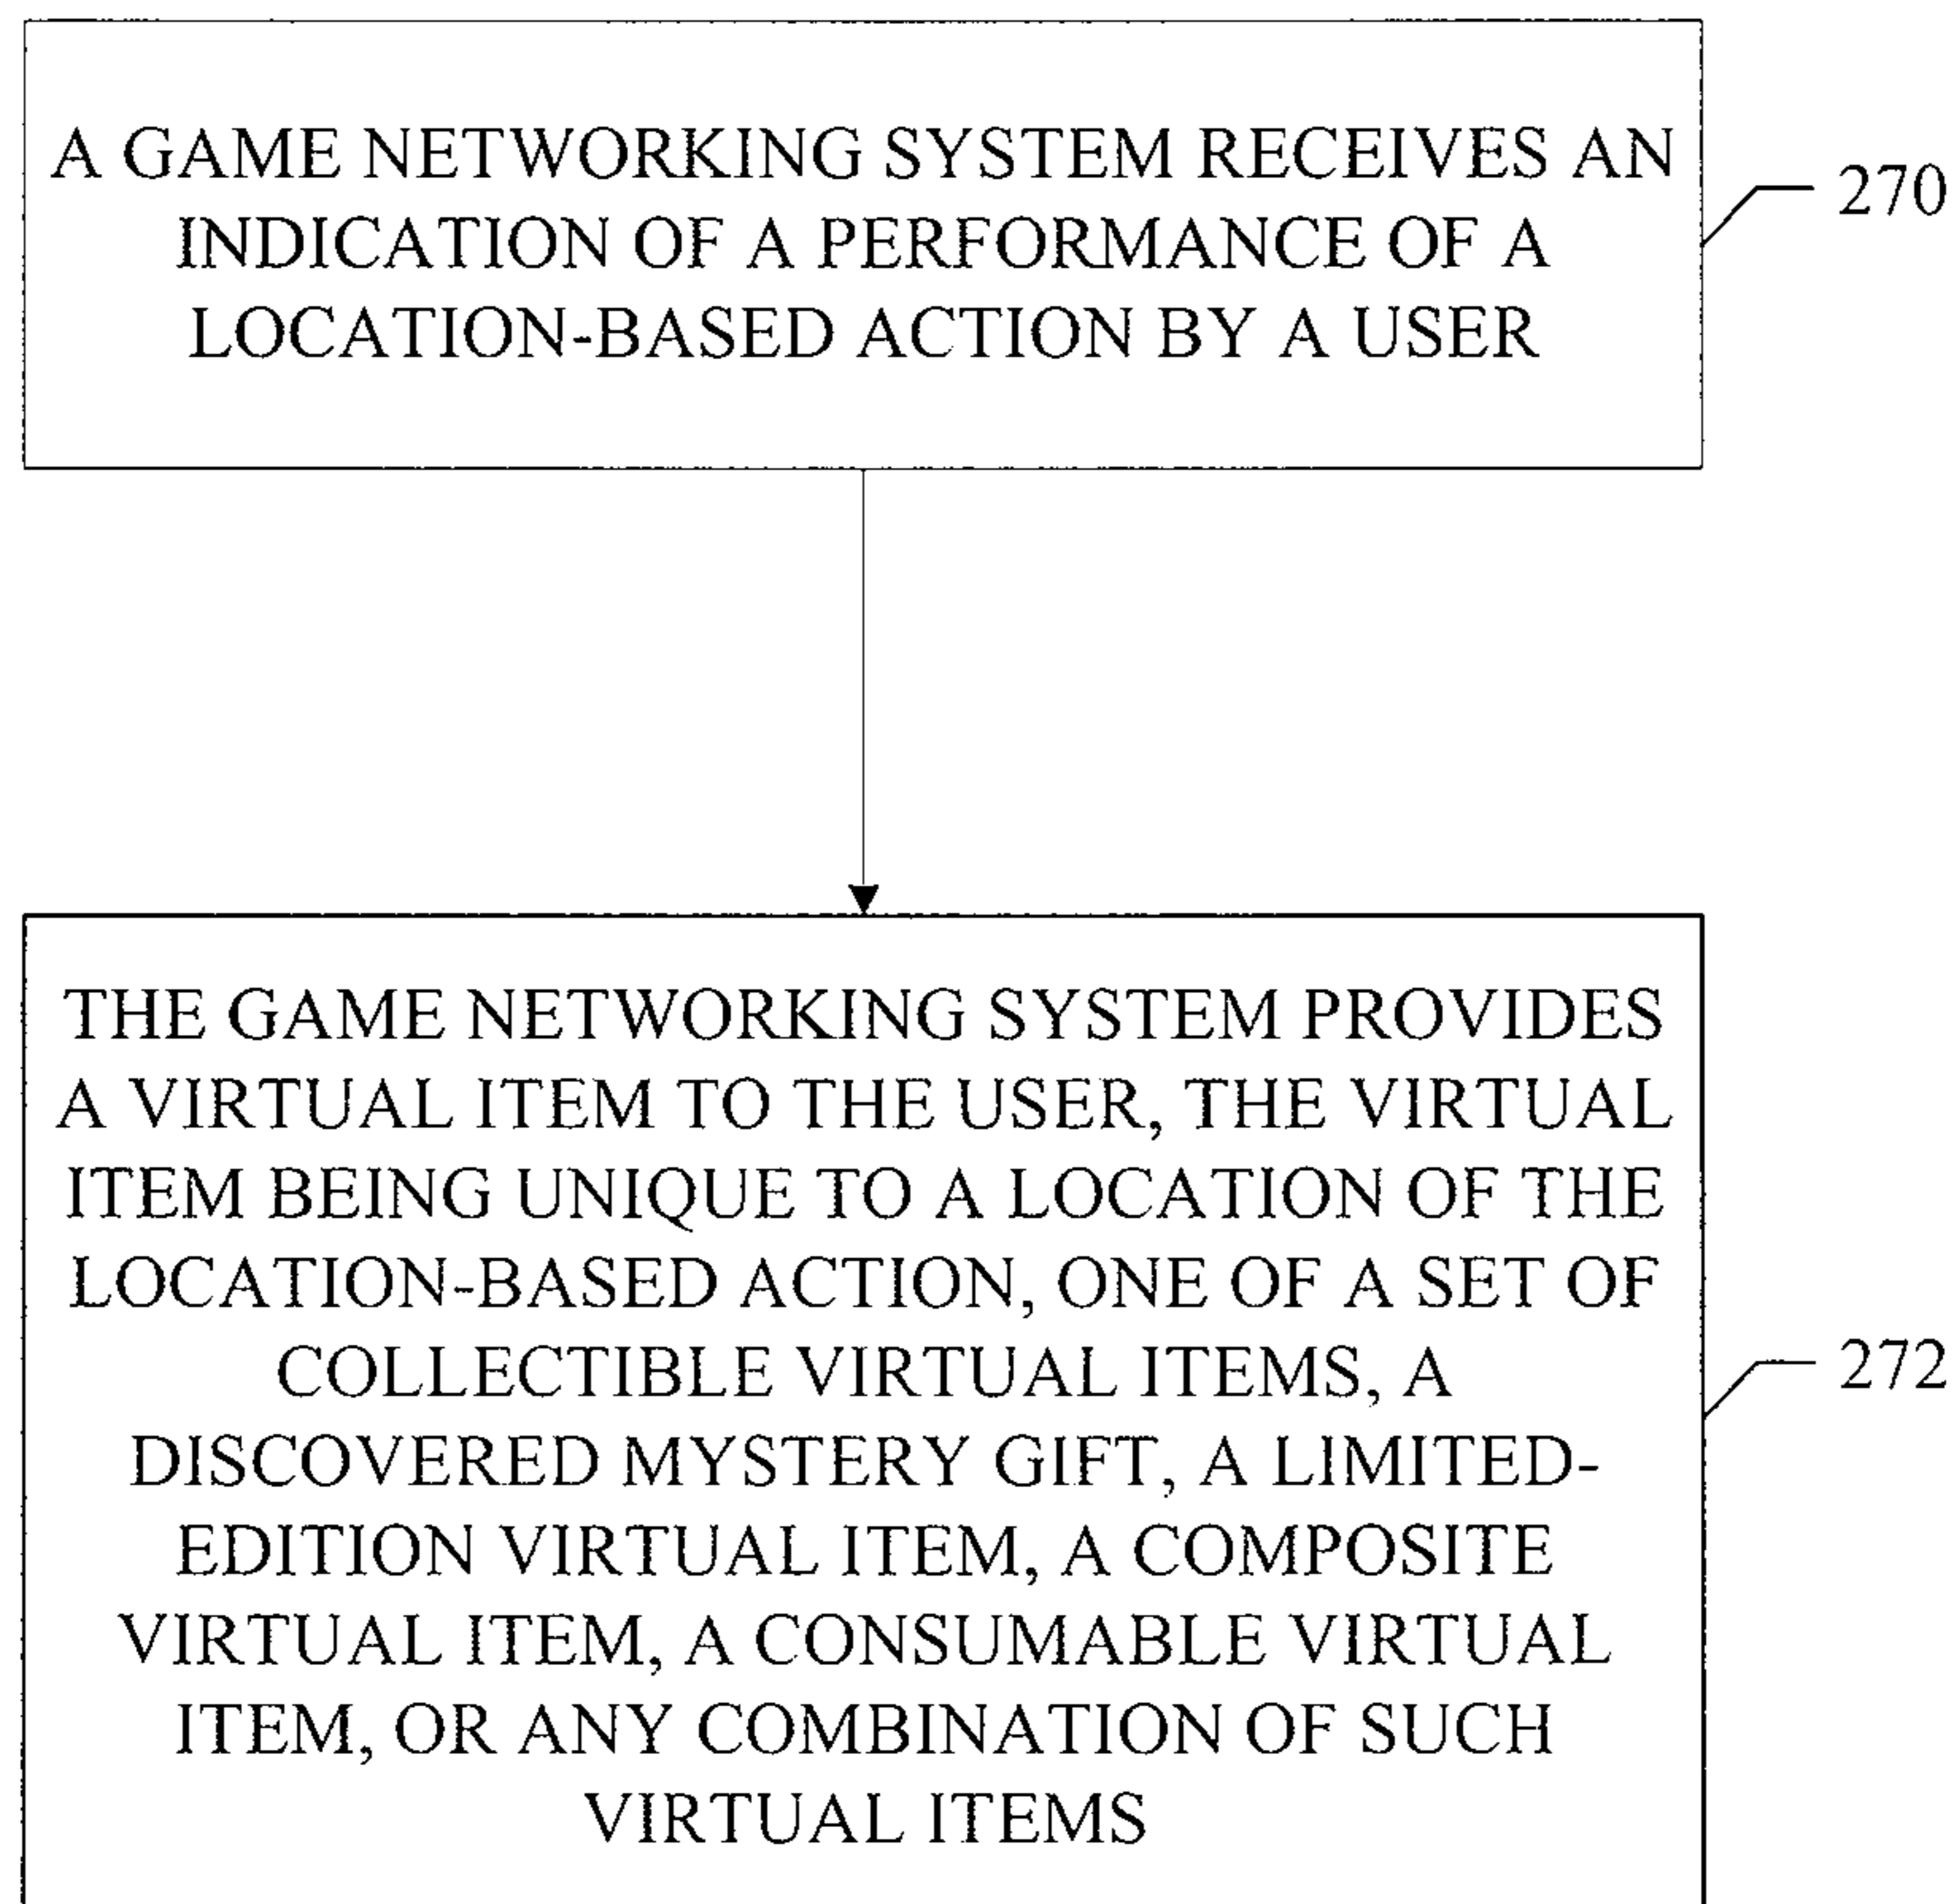 A GAME NETWORKING SYSTEM RECEIVES AN
INDICATION OF A PERFORMANCE OF A
LOCATION-BASED ACTION BY A USER
270
THE GAME NETWORKING SYSTEM PROVIDES
A VIRTUAL ITEM TO THE USER, THE VIRTUAL
ITEM BEING UNIQUE TO A LOCATION OF THE
LOCATION-BASED ACTION, ONE OF A SET OF
COLLECTIBLE VIRTUAL ITEMS, A
DISCOVERED MYSTERY GIFT, A LIMITED-
EDITION VIRTUAL ITEM, A COMPOSITE
VIRTUAL ITEM, A CONSUMABLE VIRTUAL
ITEM, OR ANY COMBINATION OF SUCH
VIRTUAL ITEMS
272